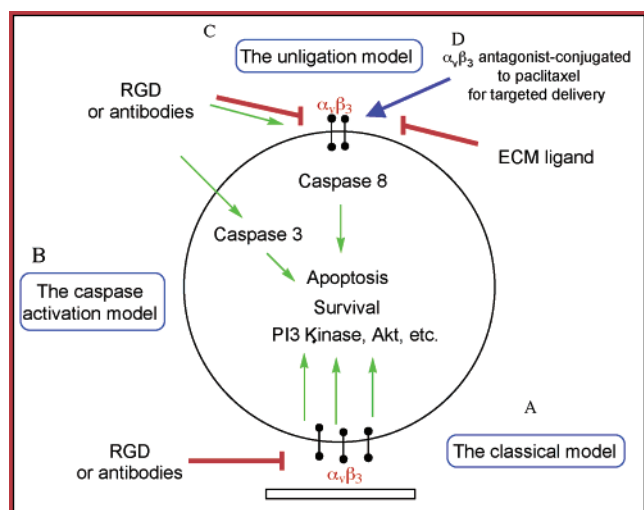 C
The unligation model
D
αvβ3 antagonist-conjugated
to paclitaxel
for targeted delivery
RGD
or antibodies
αvβ3
ECM ligand
Caspase 8
Caspase 3
B
The caspase
activation model
Apoptosis
Survival
PI3 Kinase, Akt, etc.
A
RGD
or antibodies
αvβ3
The classical model